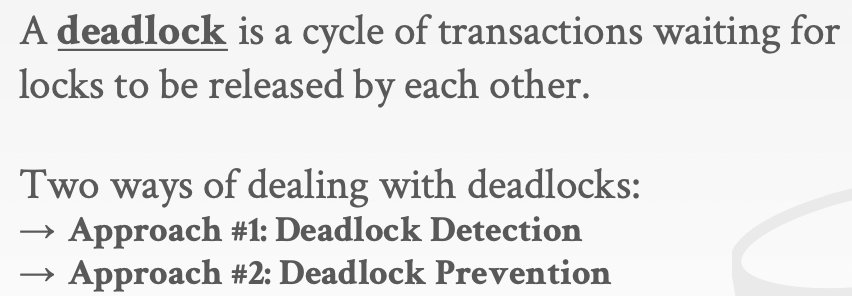 A deadlock is a cycle of transactions waiting for
locks to be released by each other.
Two ways of dealing with deadlocks:
→ Approach #1: Deadlock Detection
→ Approach #2: Deadlock Prevention